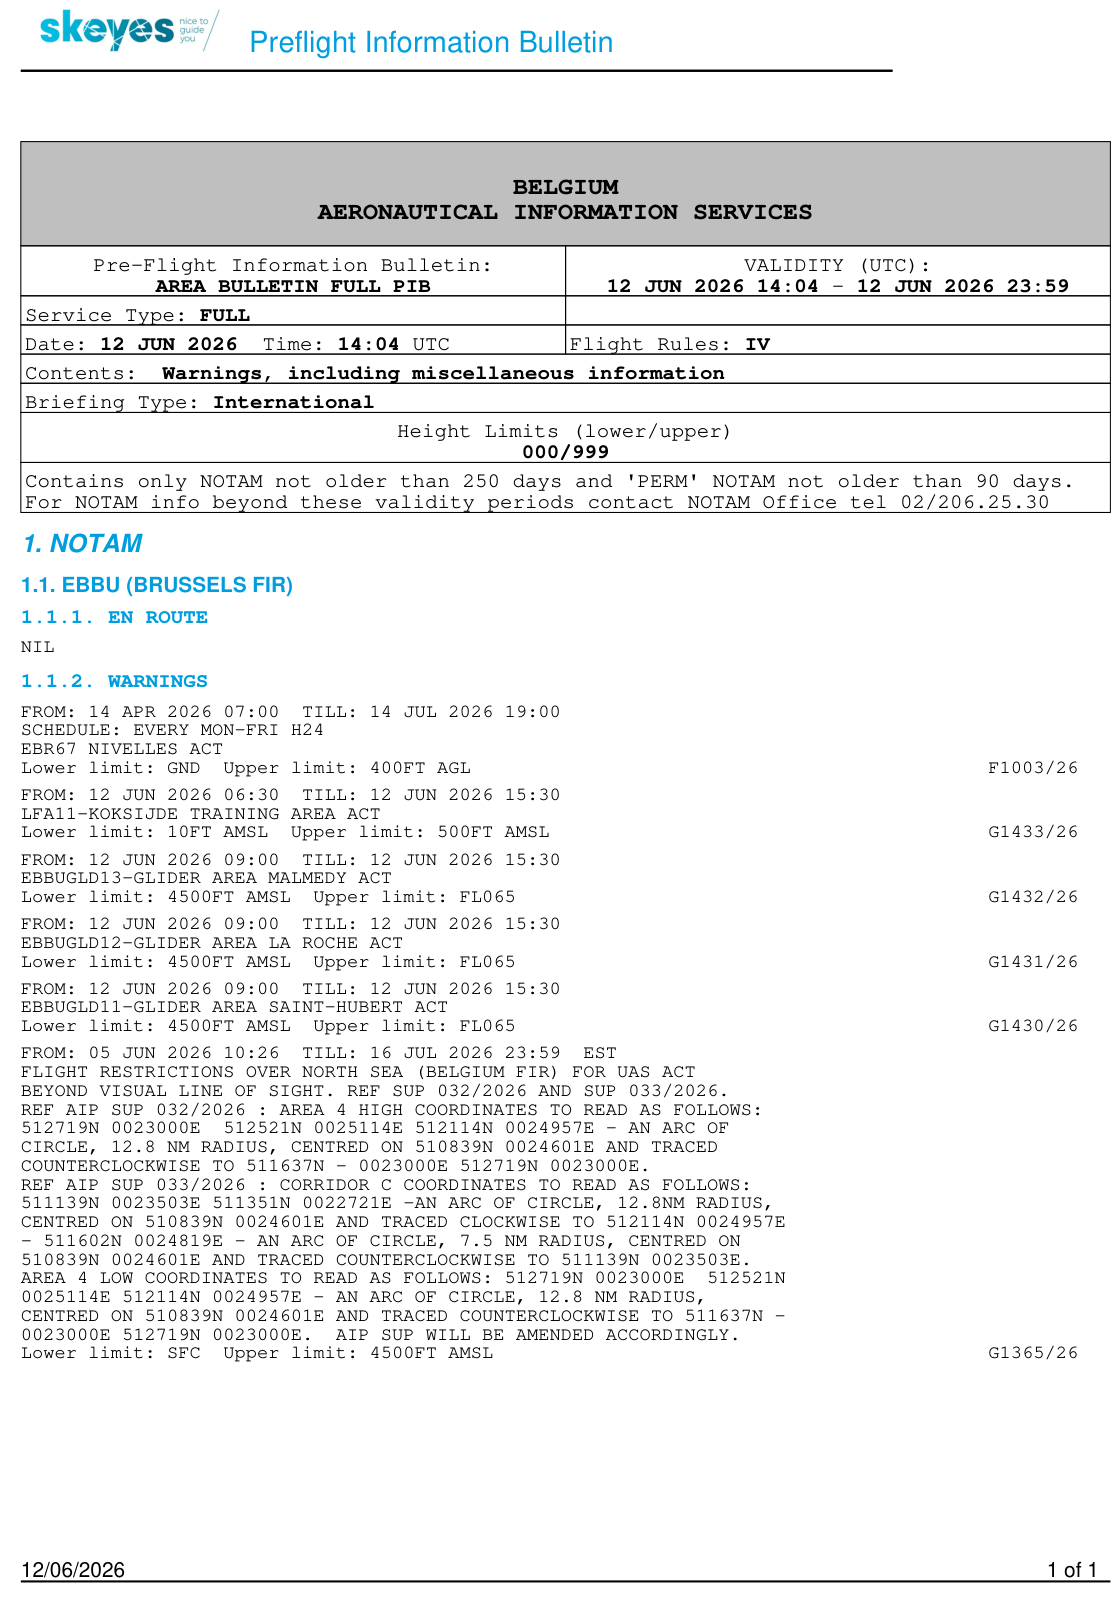 skeyes nice to guide you
Preflight Information Bulletin
BELGIUM
AERONAUTICAL INFORMATION SERVICES
Pre-Flight Information Bulletin:
AREA BULLETIN FULL PIB
VALIDITY (UTC):
12 JUN 2026 14:04 - 12 JUN 2026 23:59
Service Type: FULL
Date: 12 JUN 2026 Time: 14:04 UTC
Flight Rules: IV
Contents: Warnings, including miscellaneous information
Briefing Type: International
Height Limits (lower/upper)
000/999
Contains only NOTAM not older than 250 days and 'PERM' NOTAM not older than 90 days.
For NOTAM info beyond these validity periods contact NOTAM Office tel 02/206.25.30
1. NOTAM
1.1. EBBU (BRUSSELS FIR)
1.1.1. EN ROUTE
NIL
1.1.2. WARNINGS
FROM: 14 APR 2026 07:00 TILL: 14 JUL 2026 19:00
SCHEDULE: EVERY MON-FRI H24
EBR67 NIVELLES ACT
Lower limit: GND Upper limit: 400FT AGL F1003/26
FROM: 12 JUN 2026 06:30 TILL: 12 JUN 2026 15:30
LFA11-KOKSIJDE TRAINING AREA ACT
Lower limit: 10FT AMSL Upper limit: 500FT AMSL G1433/26
FROM: 12 JUN 2026 09:00 TILL: 12 JUN 2026 15:30
EBBUGLD13-GLIDER AREA MALMEDY ACT
Lower limit: 4500FT AMSL Upper limit: FL065 G1432/26
FROM: 12 JUN 2026 09:00 TILL: 12 JUN 2026 15:30
EBBUGLD12-GLIDER AREA LA ROCHE ACT
Lower limit: 4500FT AMSL Upper limit: FL065 G1431/26
FROM: 12 JUN 2026 09:00 TILL: 12 JUN 2026 15:30
EBBUGLD11-GLIDER AREA SAINT-HUBERT ACT
Lower limit: 4500FT AMSL Upper limit: FL065 G1430/26
FROM: 05 JUN 2026 10:26 TILL: 16 JUL 2026 23:59 EST
FLIGHT RESTRICTIONS OVER NORTH SEA (BELGIUM FIR) FOR UAS ACT
BEYOND VISUAL LINE OF SIGHT. REF SUP 032/2026 AND SUP 033/2026.
REF AIP SUP 032/2026 : AREA 4 HIGH COORDINATES TO READ AS FOLLOWS:
512719N 0023000E 512521N 0025114E 512114N 0024957E - AN ARC OF
CIRCLE, 12.8 NM RADIUS, CENTRED ON 510839N 0024601E AND TRACED
COUNTERCLOCKWISE TO 511637N - 0023000E 512719N 0023000E.
REF AIP SUP 033/2026 : CORRIDOR C COORDINATES TO READ AS FOLLOWS:
511139N 0023503E 511351N 0022721E -AN ARC OF CIRCLE, 12.8NM RADIUS,
CENTRED ON 510839N 0024601E AND TRACED CLOCKWISE TO 512114N 0024957E
- 511602N 0024819E - AN ARC OF CIRCLE, 7.5 NM RADIUS, CENTRED ON
510839N 0024601E AND TRACED COUNTERCLOCKWISE TO 511139N 0023503E.
AREA 4 LOW COORDINATES TO READ AS FOLLOWS: 512719N 0023000E 512521N
0025114E 512114N 0024957E - AN ARC OF CIRCLE, 12.8 NM RADIUS,
CENTRED ON 510839N 0024601E AND TRACED COUNTERCLOCKWISE TO 511637N -
0023000E 512719N 0023000E. AIP SUP WILL BE AMENDED ACCORDINGLY.
Lower limit: SFC Upper limit: 4500FT AMSL G1365/26
12/06/2026 1 of 1